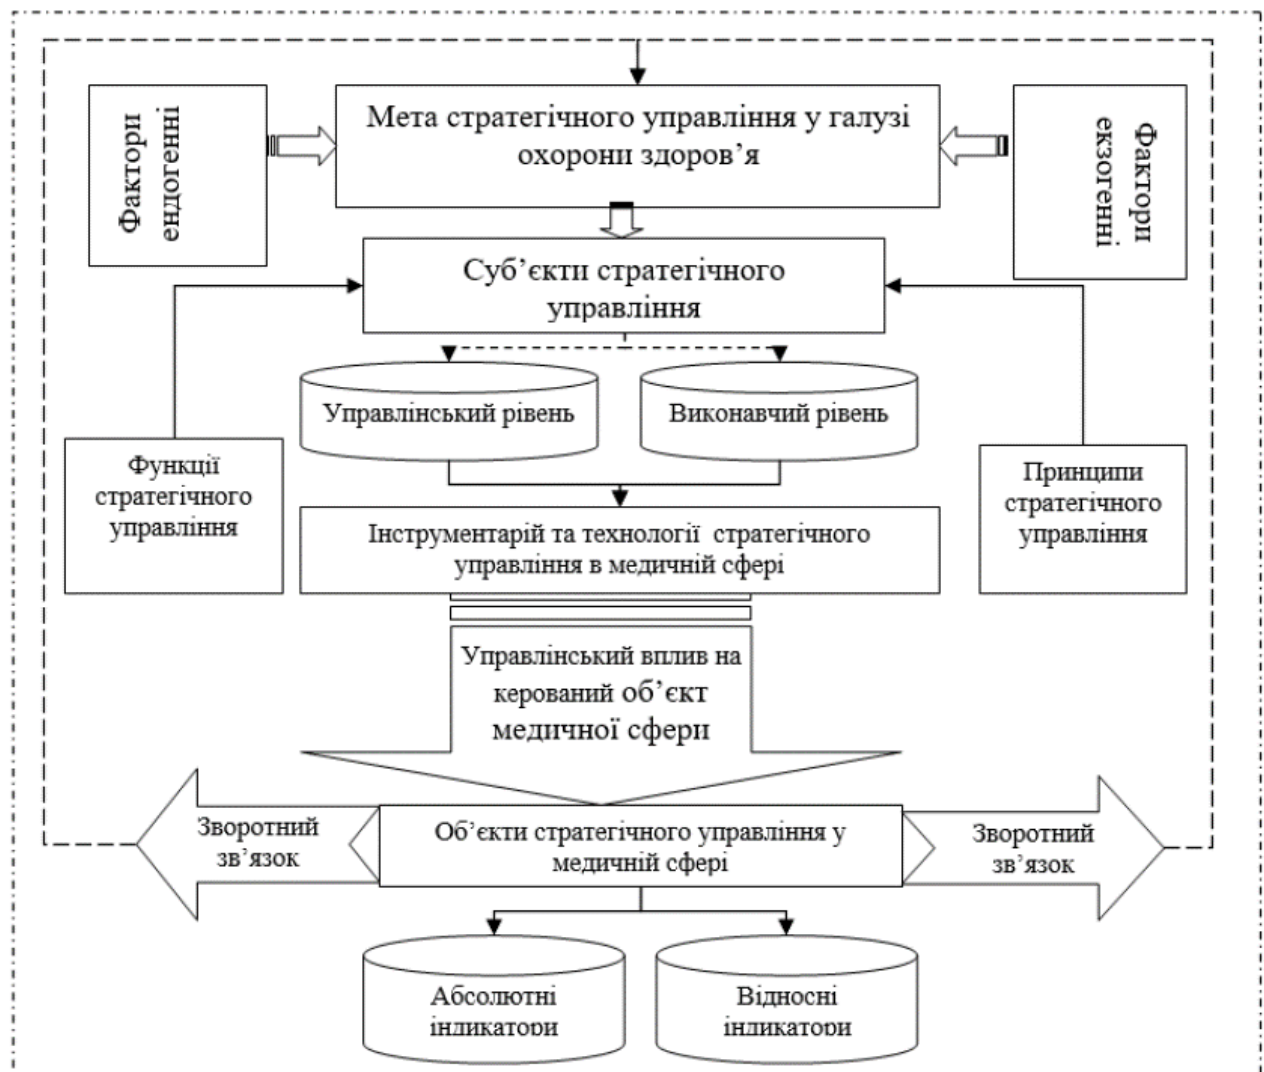 Фактори
ендогенні
Мета стратегічного управління у галузі
охорони здоров’я
Фактори
екзогенні
Суб’єкти стратегічного
управління
Управлінський рівень
Виконавчий рівень
Функції
стратегічного
управління
Принципи
стратегічного
управління
Інструментарій та технології стратегічного
управління в медичній сфері
Управлінський вплив на
керований об’єкт
медичної сфери
Зворотний
зв’язок
Об’єкти стратегічного управління у
медичній сфері
Зворотний
зв’язок
Абсолютні
індикатори
Відносні
індикатори